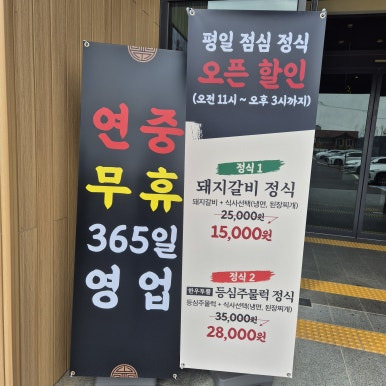 연중
무휴
365일
영업
평일 점심 정식
오픈 할인
(오전 11시 ~ 오후 3시까지)
정식 1
돼지갈비 정식
돼지갈비 + 식사선택(냉면, 된장찌개)
25,000원
15,000원
정식 2
한우투뿔 등심주물럭 정식
등심주물럭 + 식사선택(냉면, 된장찌개)
35,000원
28,000원